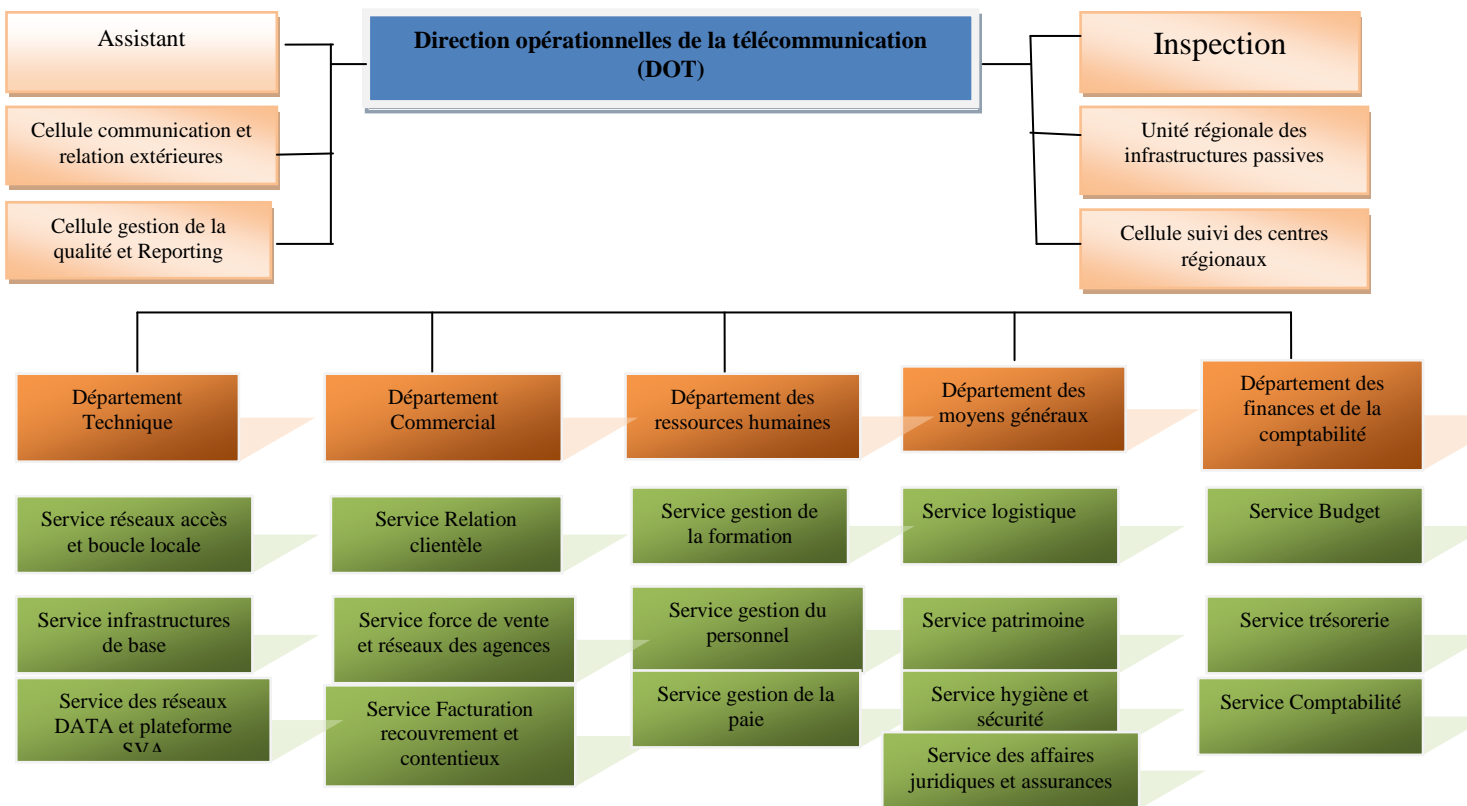 Assistant
Direction opérationnelles de la télécommunication
(DOT)
Inspection
Cellule communication et
relation extérieures
Unité régionale des
infrastructures passives
Cellule gestion de la
qualité et Reporting
Cellule suivi des centres
régionaux
Département
Technique
Département
Commercial
Département des
ressources humaines
Département des
moyens généraux
Département des
finances et de la
comptabilité
Service réseaux accès
et boucle locale
Service Relation
clientèle
Service gestion de
la formation
Service logistique
Service Budget
Service infrastructures
de base
Service force de vente
et réseaux des agences
Service gestion du
personnel
Service patrimoine
Service trésorerie
Service des réseaux
DATA et plateforme
SVA
Service Facturation
recouvrement et
contentieux
Service gestion de la
paie
Service hygiène et
sécurité
Service Comptabilité
Service des affaires
juridiques et assurances